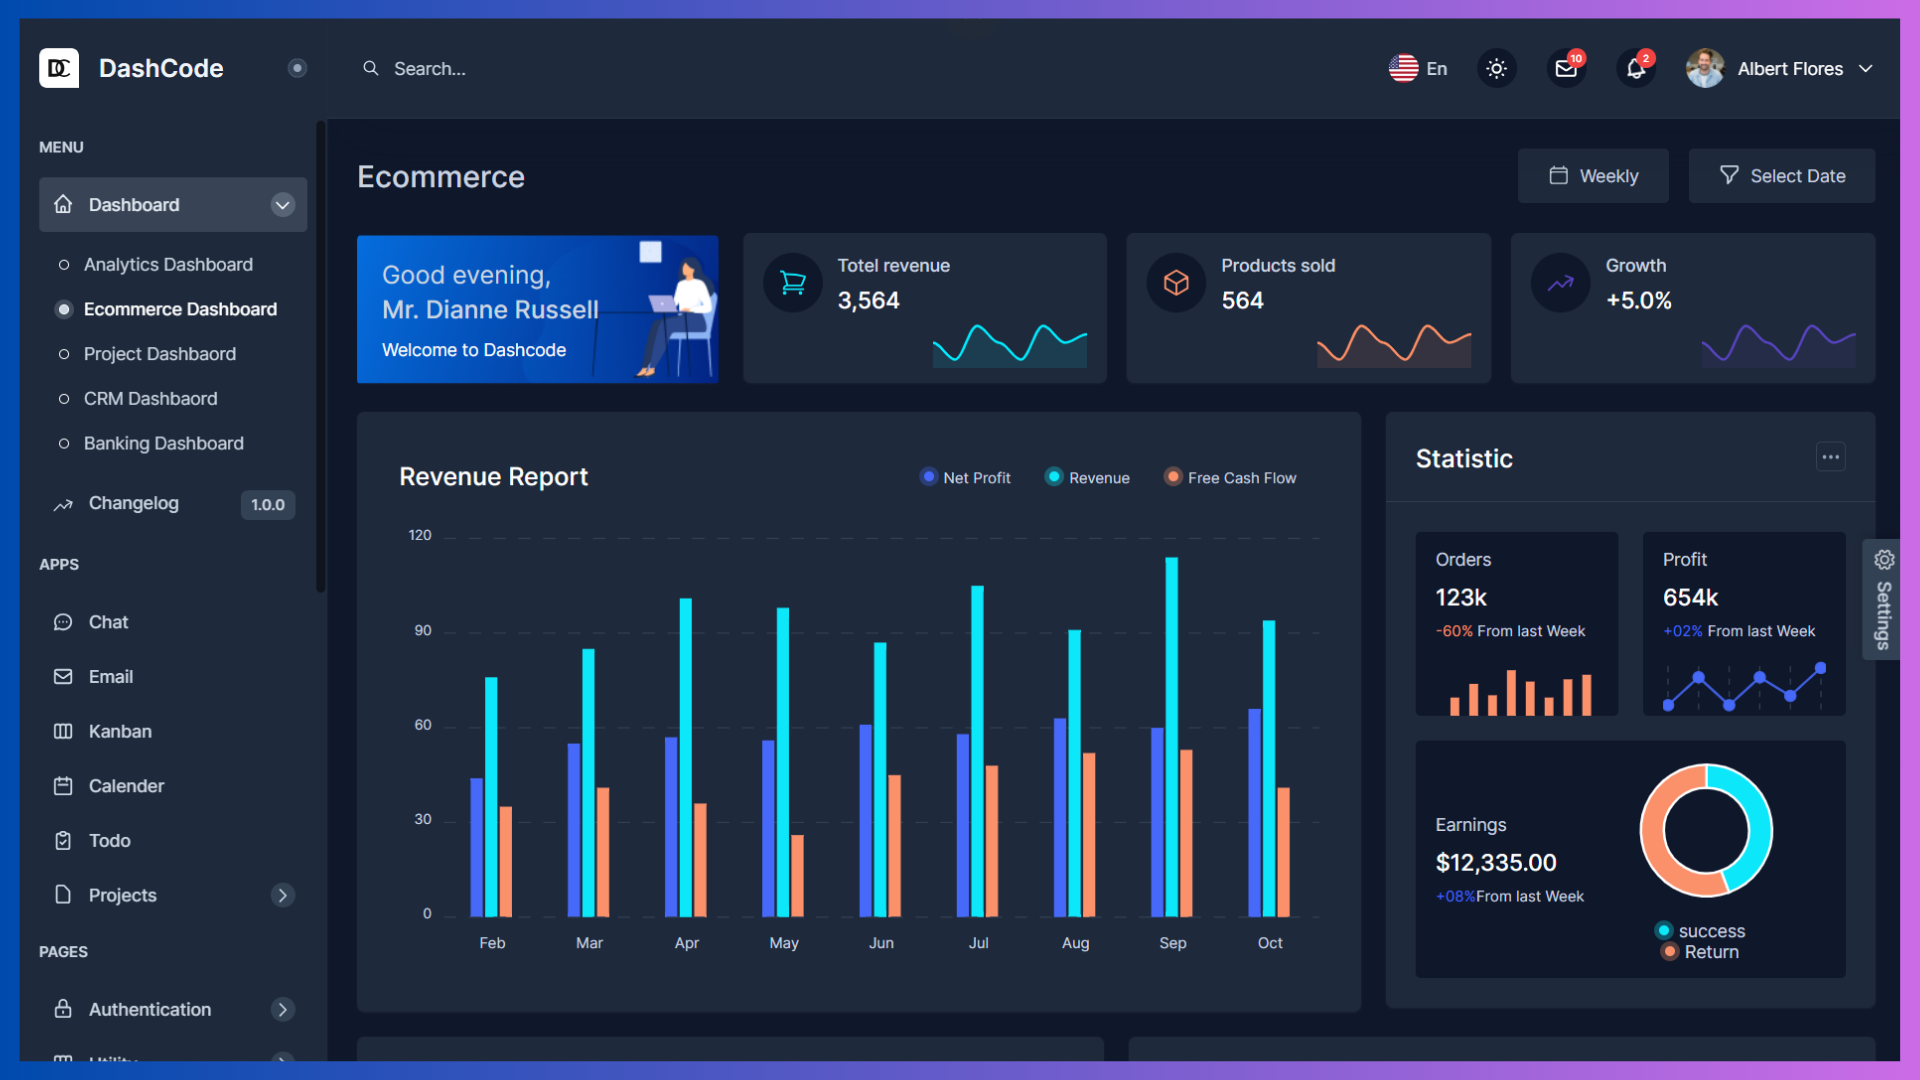 DC DashCode
Search...
En
10
2
Albert Flores
MENU
Dashboard
Analytics Dashboard
Ecommerce Dashboard
Project Dashbaord
CRM Dashbaord
Banking Dashboard
Changelog 1.0.0
APPS
Chat
Email
Kanban
Calender
Todo
Projects
PAGES
Authentication
Utility
Ecommerce
Weekly
Select Date
Good evening,
Mr. Dianne Russell
Welcome to Dashcode
Totel revenue
3,564
Products sold
564
Growth
+5.0%
Revenue Report
Net Profit Revenue Free Cash Flow
120
90
60
30
0
Feb Mar Apr May Jun Jul Aug Sep Oct
Statistic
Orders
123k
-60% From last Week
Profit
654k
+02% From last Week
Earnings
$12,335.00
+08%From last Week
success
Return
Settings